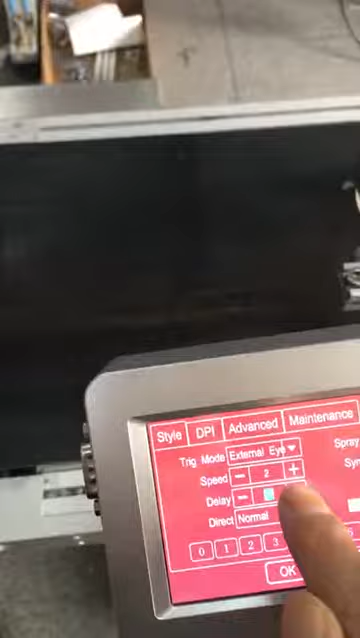 Style DPI Advanced Maintenance
Trig Mode External Eye Spray
Speed − 2 +
Delay −
Direct Normal
0 1 2 3
OK